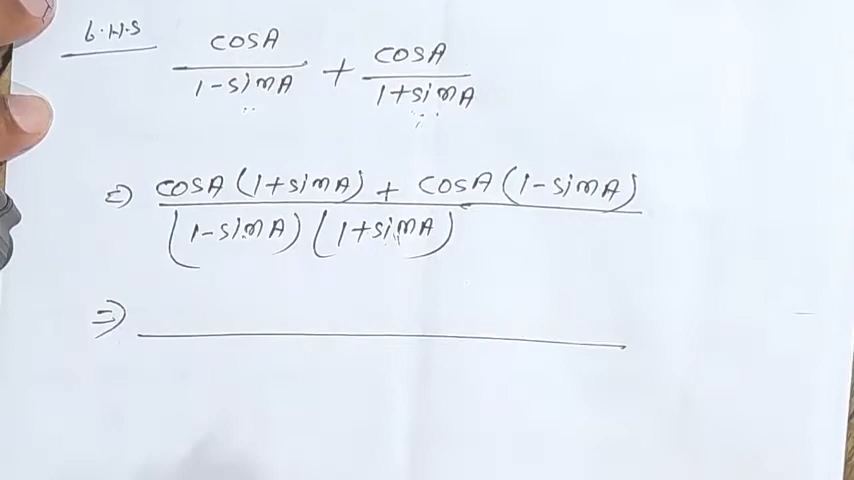 L.H.S cosA / 1-sinA + cosA / 1+sinA
⇒ cosA(1+sinA) + cosA(1-sinA) / (1-sinA)(1+sinA)
⇒